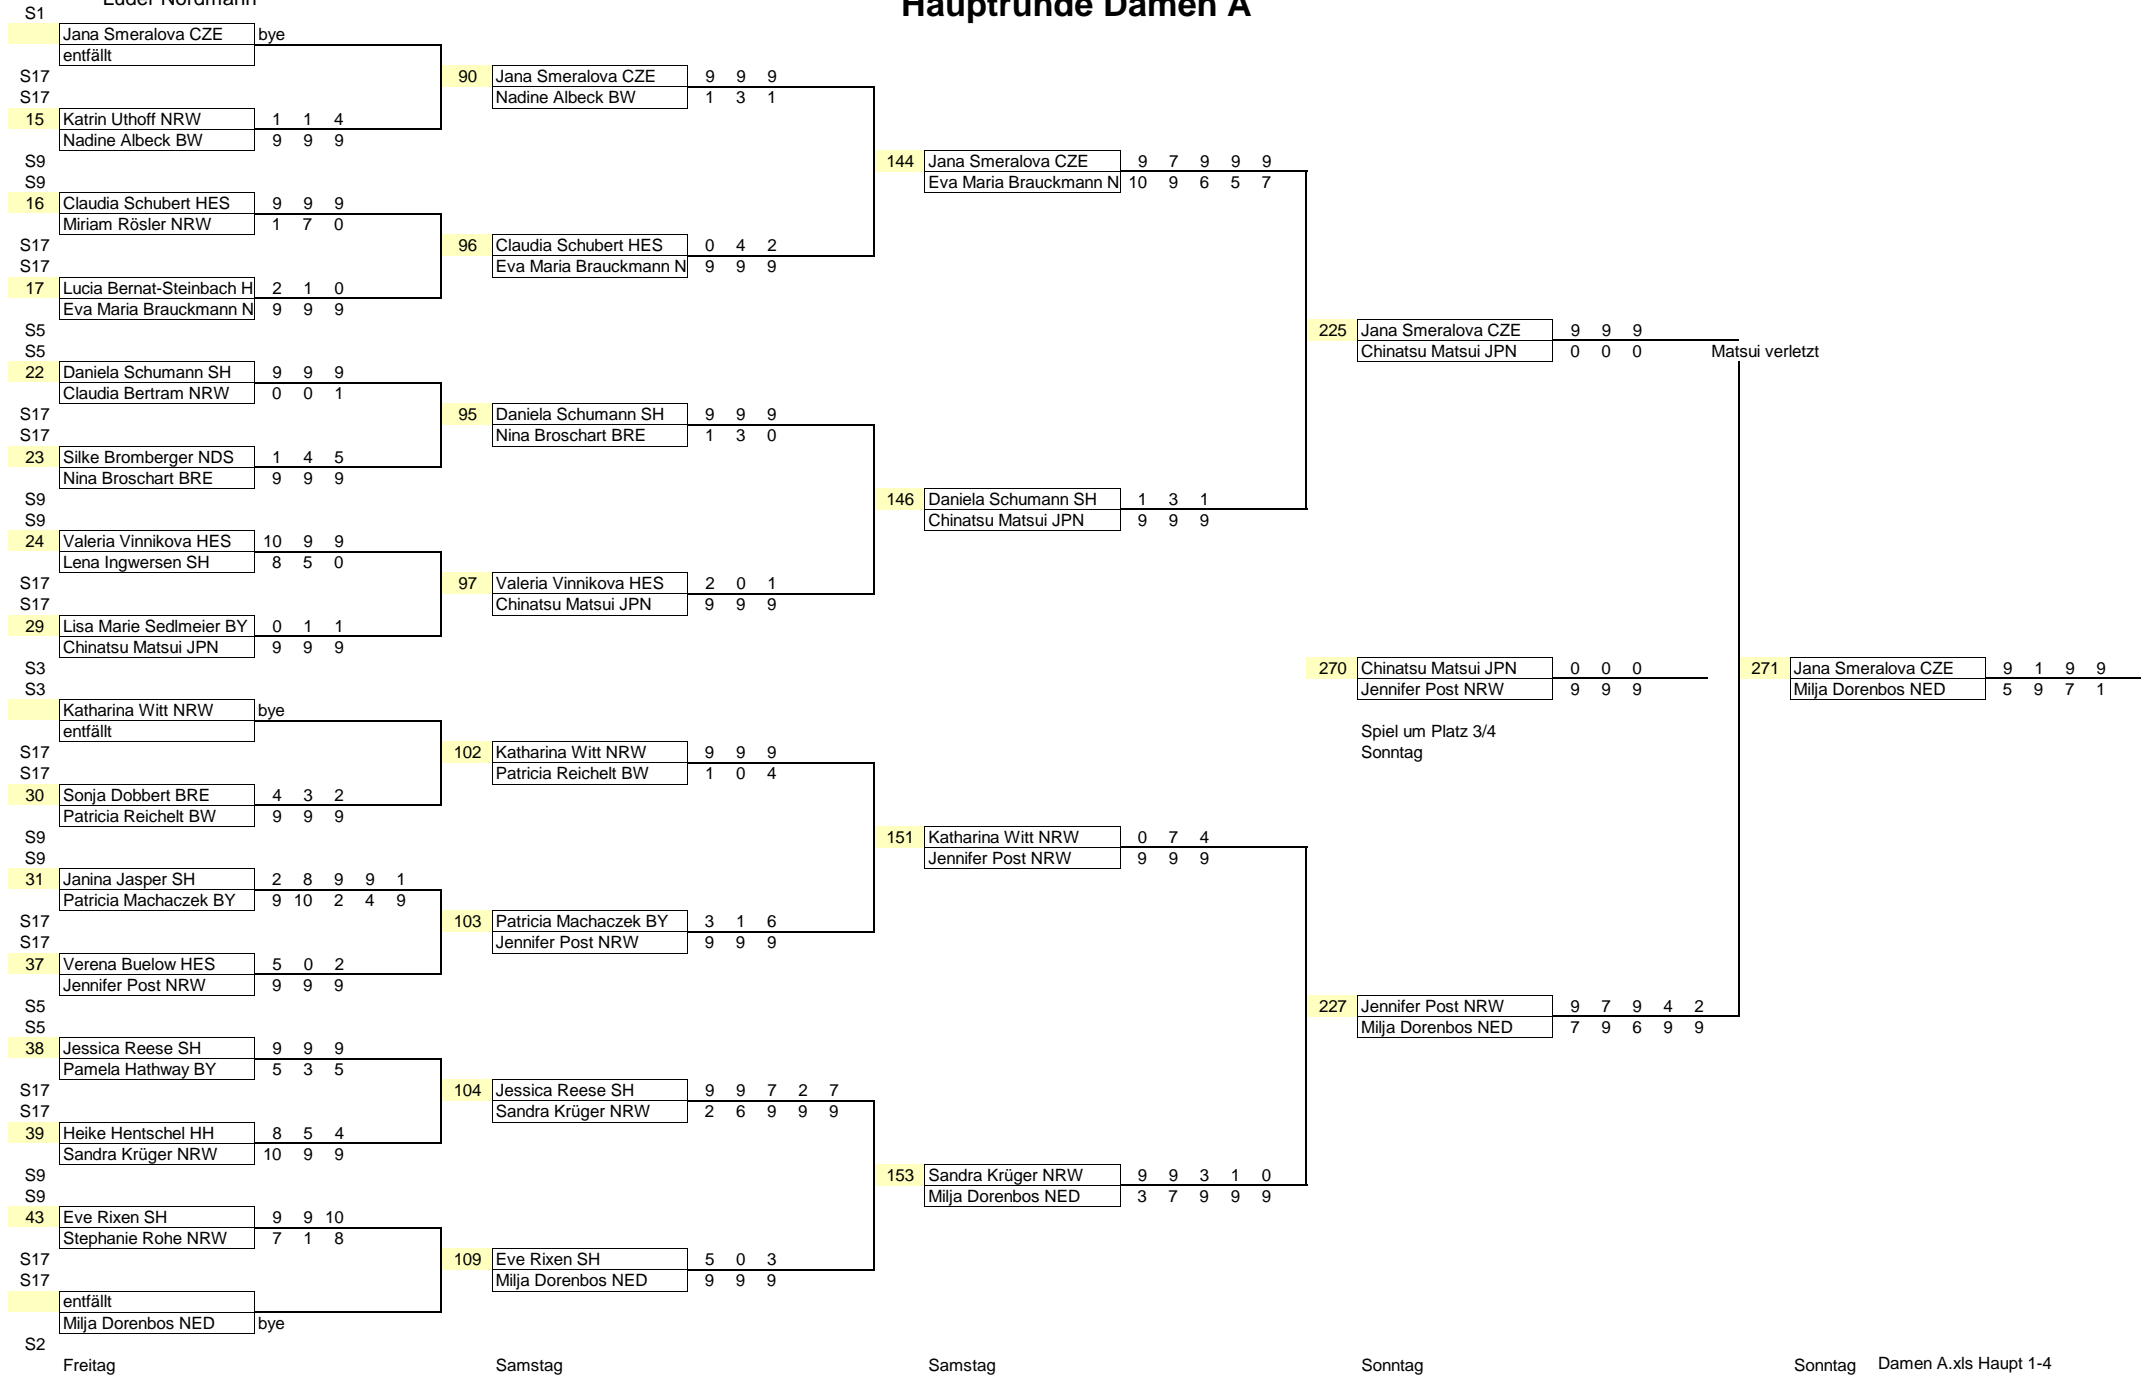 Lüder Nordmann
Hauptrunde Damen A
S1
Jana Smeralova CZE bye
entfällt
S17 90 Jana Smeralova CZE 9 9 9
S17 Nadine Albeck BW 1 3 1
15 Katrin Uthoff NRW 1 1 4
Nadine Albeck BW 9 9 9
S9 144 Jana Smeralova CZE 9 7 9 9 9
S9 Eva Maria Brauckmann N 10 9 6 5 7
16 Claudia Schubert HES 9 9 9
Miriam Rösler NRW 1 7 0
S17 96 Claudia Schubert HES 0 4 2
S17 Eva Maria Brauckmann N 9 9 9
17 Lucia Bernat-Steinbach H 2 1 0
Eva Maria Brauckmann N 9 9 9
S5 225 Jana Smeralova CZE 9 9 9
S5 Chinatsu Matsui JPN 0 0 0 Matsui verletzt
22 Daniela Schumann SH 9 9 9
Claudia Bertram NRW 0 0 1
S17 95 Daniela Schumann SH 9 9 9
S17 Nina Broschart BRE 1 3 0
23 Silke Bromberger NDS 1 4 5
Nina Broschart BRE 9 9 9
S9 146 Daniela Schumann SH 1 3 1
S9 Chinatsu Matsui JPN 9 9 9
24 Valeria Vinnikova HES 10 9 9
Lena Ingwersen SH 8 5 0
S17 97 Valeria Vinnikova HES 2 0 1
S17 Chinatsu Matsui JPN 9 9 9
29 Lisa Marie Sedlmeier BY 0 1 1
Chinatsu Matsui JPN 9 9 9
S3 270 Chinatsu Matsui JPN 0 0 0 271 Jana Smeralova CZE 9 1 9 9
S3 Jennifer Post NRW 9 9 9 Milja Dorenbos NED 5 9 7 1
Katharina Witt NRW bye
entfällt Spiel um Platz 3/4
S17 102 Katharina Witt NRW 9 9 9 Sonntag
S17 Patricia Reichelt BW 1 0 4
30 Sonja Dobbert BRE 4 3 2
Patricia Reichelt BW 9 9 9
S9 151 Katharina Witt NRW 0 7 4
S9 Jennifer Post NRW 9 9 9
31 Janina Jasper SH 2 8 9 9 1
Patricia Machaczek BY 9 10 2 4 9
S17 103 Patricia Machaczek BY 3 1 6
S17 Jennifer Post NRW 9 9 9
37 Verena Buelow HES 5 0 2
Jennifer Post NRW 9 9 9
S5 227 Jennifer Post NRW 9 7 9 4 2
S5 Milja Dorenbos NED 7 9 6 9 9
38 Jessica Reese SH 9 9 9
Pamela Hathway BY 5 3 5
S17 104 Jessica Reese SH 9 9 7 2 7
S17 Sandra Krüger NRW 2 6 9 9 9
39 Heike Hentschel HH 8 5 4
Sandra Krüger NRW 10 9 9
S9 153 Sandra Krüger NRW 9 9 3 1 0
S9 Milja Dorenbos NED 3 7 9 9 9
43 Eve Rixen SH 9 9 10
Stephanie Rohe NRW 7 1 8
S17 109 Eve Rixen SH 5 0 3
S17 Milja Dorenbos NED 9 9 9
entfällt
Milja Dorenbos NED bye
S2
Freitag Samstag Samstag Sonntag Sonntag Damen A.xls Haupt 1-4